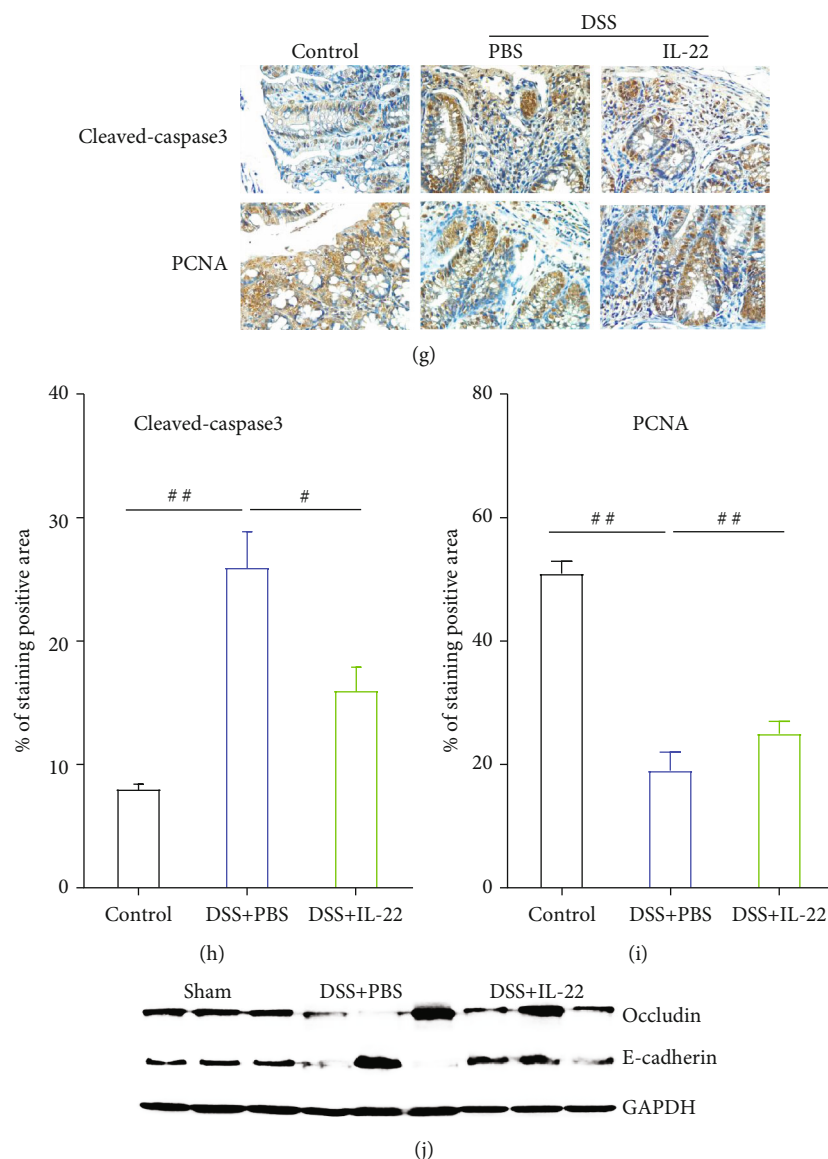 DSS
Control PBS IL-22
Cleaved-caspase3
PCNA
(g)
40
30
20
10
0
% of staining positive area
Cleaved-caspase3
# #
#
Control DSS+PBS DSS+IL-22
(h)
80
60
40
20
0
% of staining positive area
PCNA
# #
# #
Control DSS+PBS DSS+IL-22
(i)
Sham DSS+PBS DSS+IL-22
Occludin
E-cadherin
GAPDH
(j)